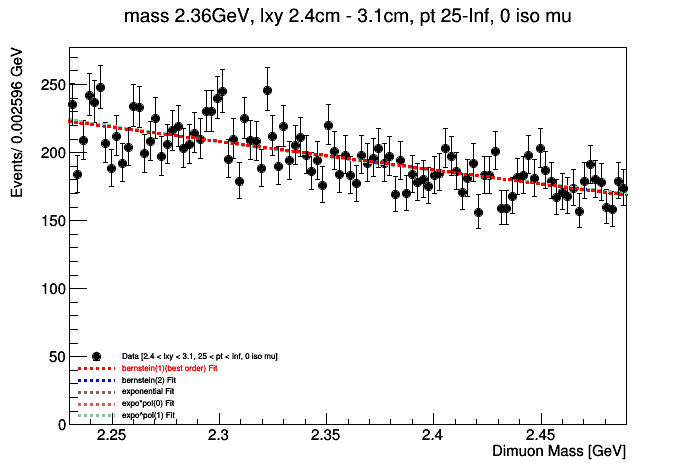 mass 2.36GeV, lxy 2.4cm - 3.1cm, pt 25-Inf, 0 iso mu
Events/ 0.002596 GeV
250
200
150
100
50
0
Data [2.4 < lxy < 3.1, 25 < pt < Inf, 0 iso mu]
bernstein(1)(best order) Fit
bernstein(2) Fit
exponential Fit
expo*pol(0) Fit
expo*pol(1) Fit
2.25 2.3 2.35 2.4 2.45
Dimuon Mass [GeV]